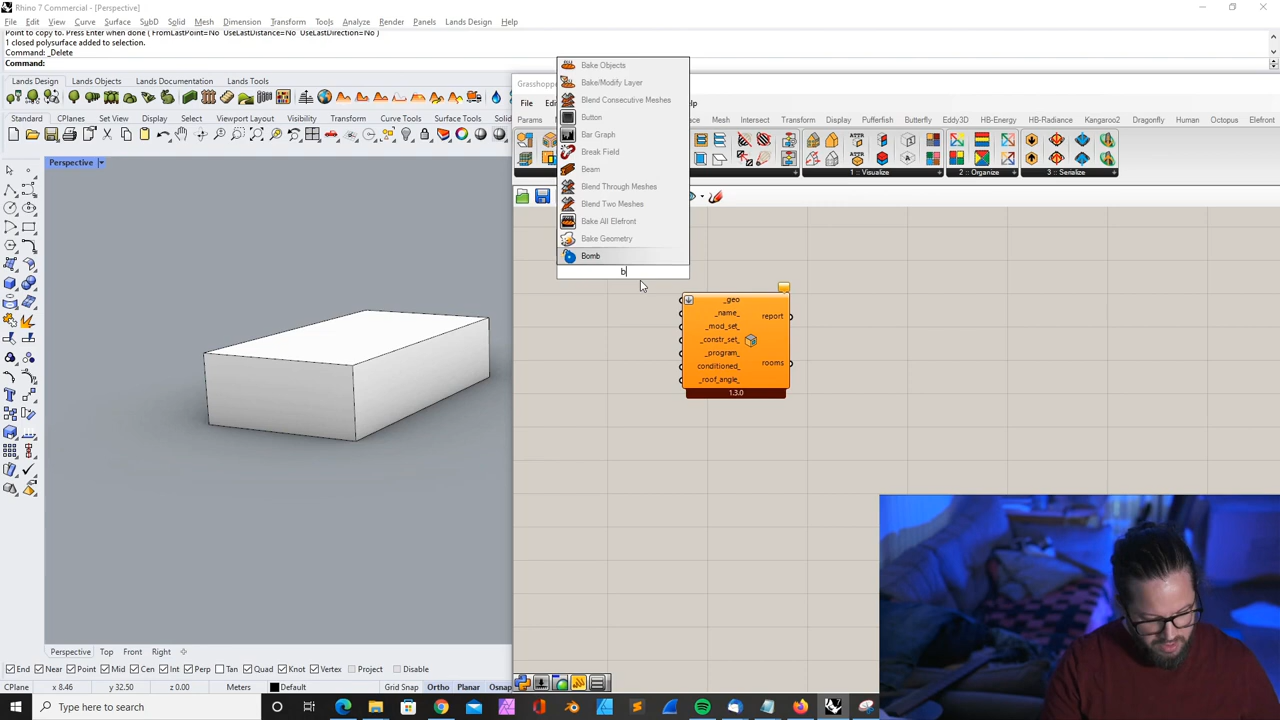 Rhino 7 Commercial - [Perspective]
File Edit View Curve Surface SubD Solid Mesh Dimension Transform Tools Analyze Render Panels Lands Design Help
Point to copy to. Press Enter when done ( FromLastPoint=No UseLastDistance=No UseLastDirection=No )
1 closed polysurface added to selection.
Command: _Delete
Command:
Lands Design Lands Objects Lands Documentation Lands Tools
Standard CPlanes Set View Display Select Viewport Layout Visibility Transform Curve Tools Surface Tools Solid
Perspective
Bake Objects
Bake/Modify Layer
Blend Consecutive Meshes
Button
Bar Graph
Break Field
Beam
Blend Through Meshes
Blend Two Meshes
Bake All Elefront
Bake Geometry
Bomb
b
Grasshopper
File Edit Help
Params Mesh Intersect Transform Display Pufferfish Butterfly Eddy3D HB-Energy HB-Radiance Kangaroo2 Dragonfly Human Octopus Elefront
1 :: Visualize 2 :: Organize 3 :: Serialize
_geo
_name_
_mod_set_
_constr_set_
_program_
conditioned_
_roof_angle_
report
rooms
1.3.0
Perspective Top Front Right
End Near Point Mid Cen Int Perp Tan Quad Knot Vertex Project Disable
CPlane x 8.46 y 32.50 z 0.00 Meters Default Grid Snap Ortho Planar Osnap
Type here to search